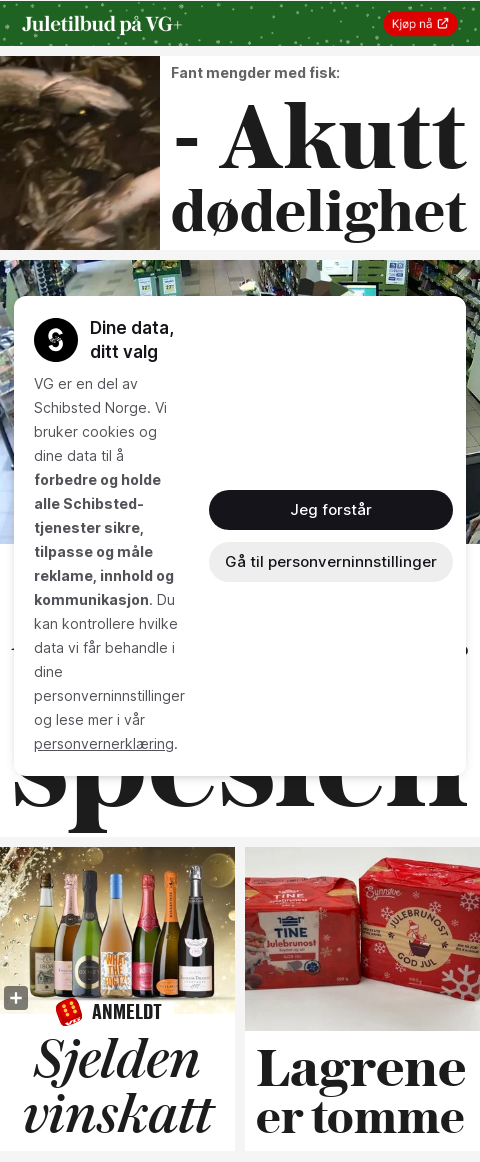 Juletilbud på VG+
Kjøp nå
Fant mengder med fisk:
- Akutt
dødelighet
Dine data,
ditt valg
VG er en del av
Schibsted Norge. Vi
bruker cookies og
dine data til å
forbedre og holde
alle Schibsted-
tjenester sikre,
tilpasse og måle
reklame, innhold og
kommunikasjon. Du
kan kontrollere hvilke
data vi får behandle i
dine
personverninnstillinger
og lese mer i vår
personvernerklæring.
Jeg forstår
Gå til personverninnstillinger
spesiell
WHAT
THE
FUGLZ
ANMELDT
Sjelden
vinskatt
TINE
Julebrunost
Synnøve
JULEBRUNOST
GOD JUL
Lagrene
er tomme